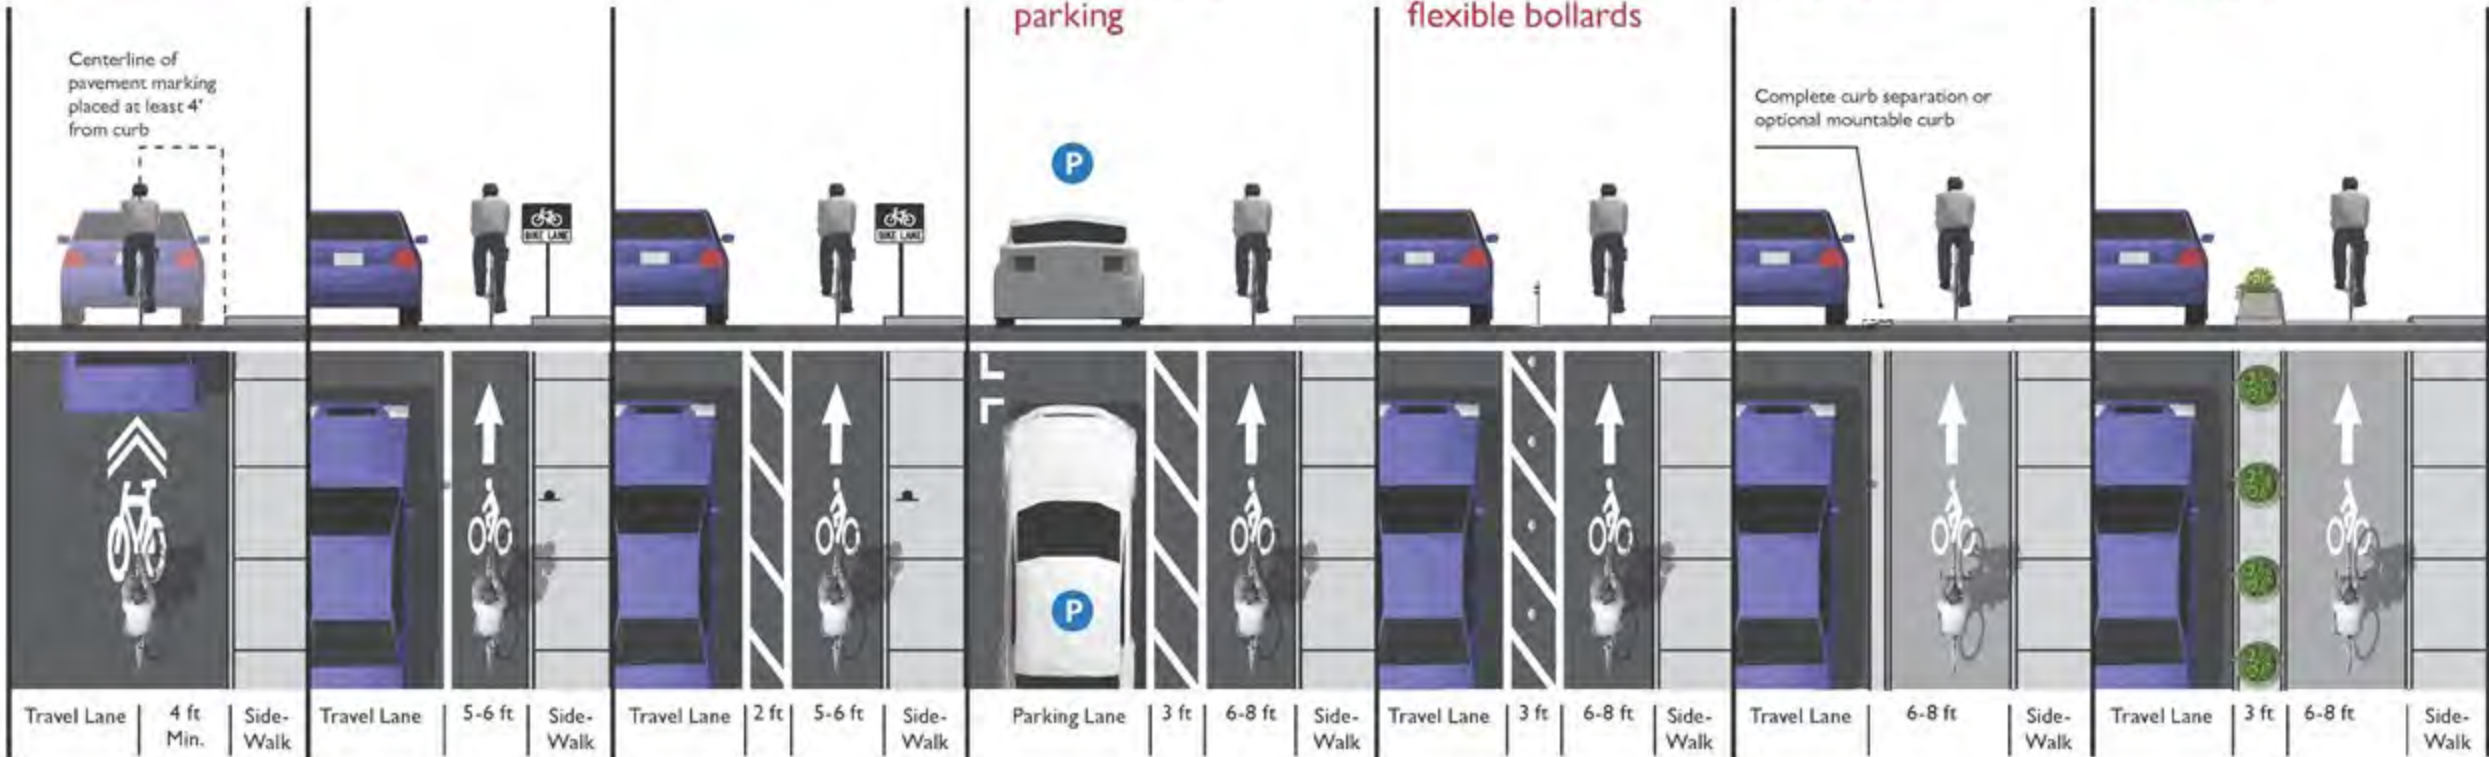 parking
flexible bollards
Centerline of
pavement marking
placed at least 4'
from curb
Complete curb separation or
optional mountable curb
P
BIKE LANE
BIKE LANE
P
Travel Lane
4 ft
Min.
Side-
Walk
Travel Lane
5-6 ft
Side-
Walk
Travel Lane
2 ft
5-6 ft
Side-
Walk
Parking Lane
3 ft
6-8 ft
Side-
Walk
Travel Lane
3 ft
6-8 ft
Side-
Walk
Travel Lane
6-8 ft
Side-
Walk
Travel Lane
3 ft
6-8 ft
Side-
Walk